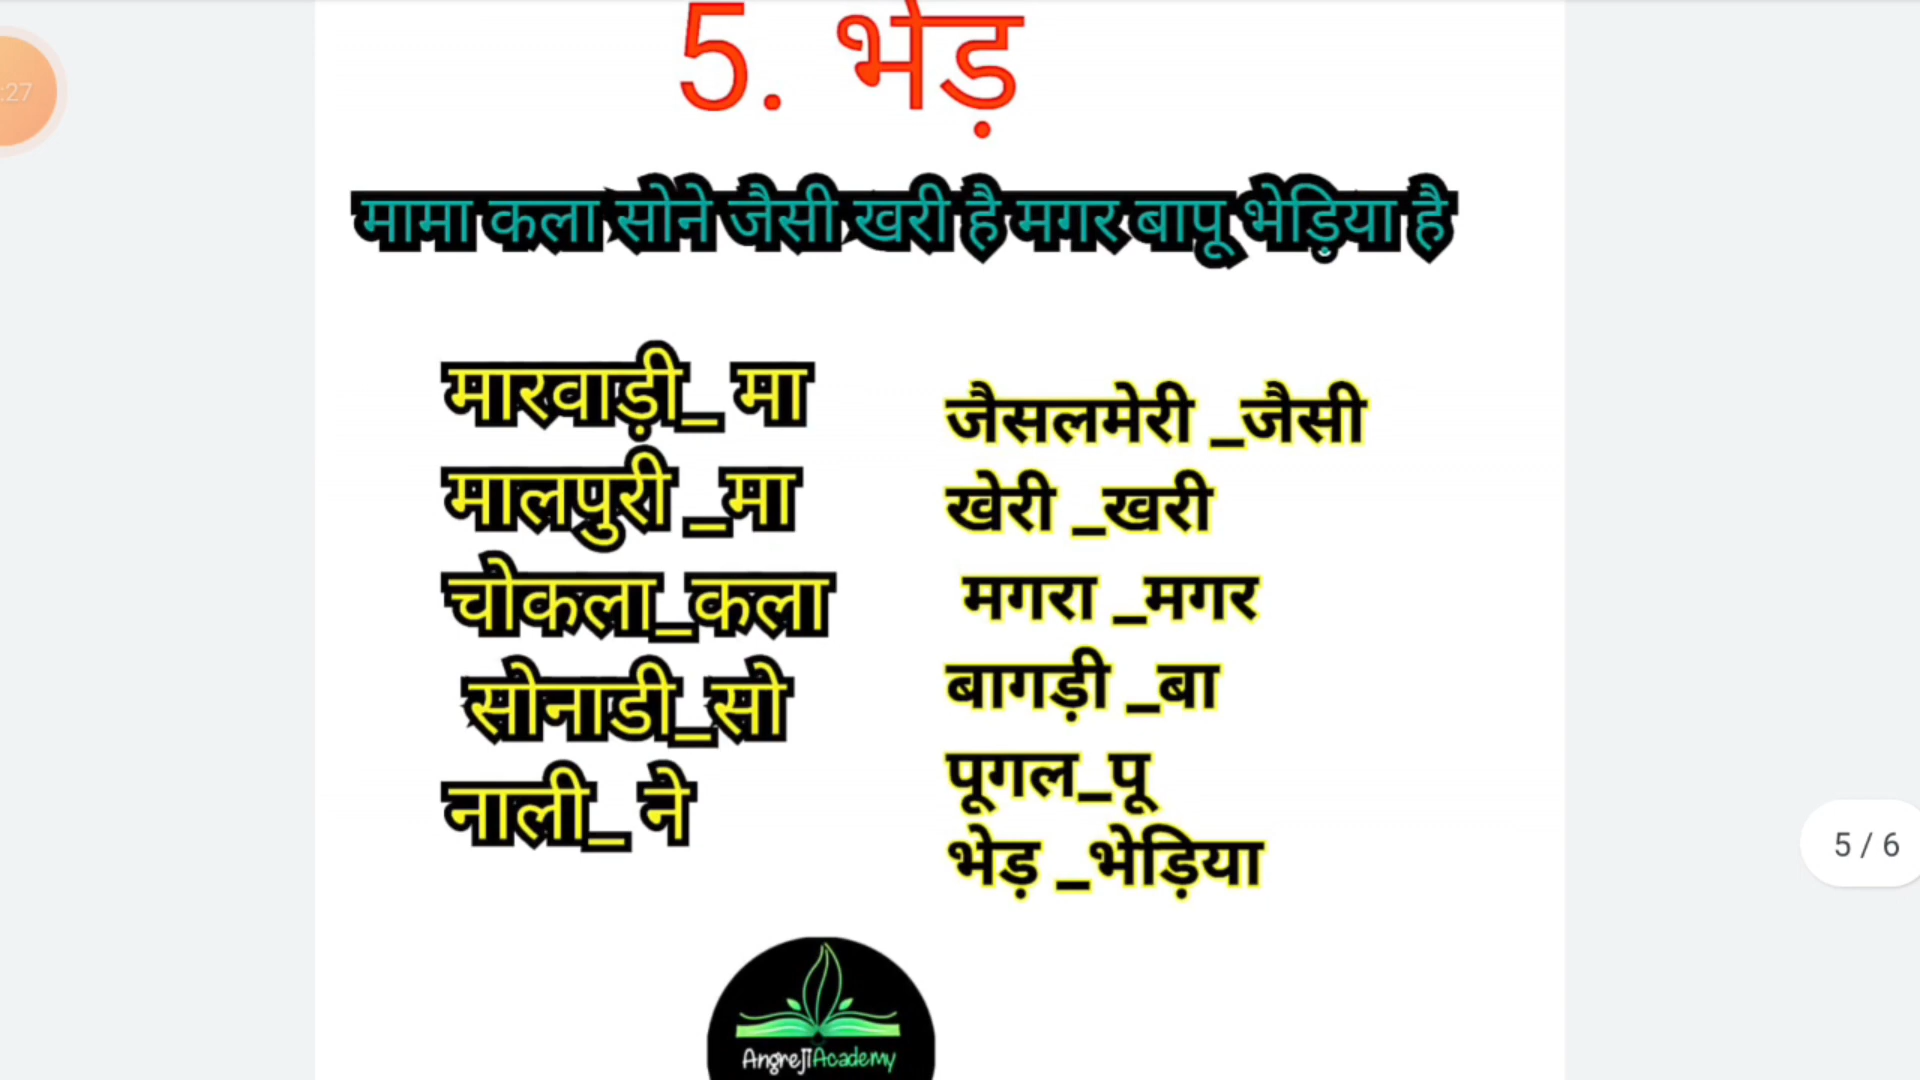 :27
5. भेड़
मामा कला सोने जैसी खरी है मगर बापू भेड़िया है
मारवाड़ी_ मा
मालपुरी _मा
चोकला_कला
सोनाडी_सो
नाली_ ने
जैसलमेरी _जैसी
खेरी _खरी
मगरा _मगर
बागड़ी _बा
पूगल_पू
भेड़ _भेड़िया
5 / 6
AngreJiAcademy